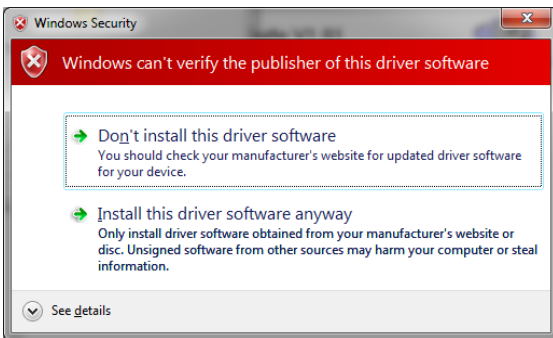 Windows Security
Windows can't verify the publisher of this driver software
Don't install this driver software
You should check your manufacturer's website for updated driver software
for your device.
Install this driver software anyway
Only install driver software obtained from your manufacturer's website or
disc. Unsigned software from other sources may harm your computer or steal
information.
See details